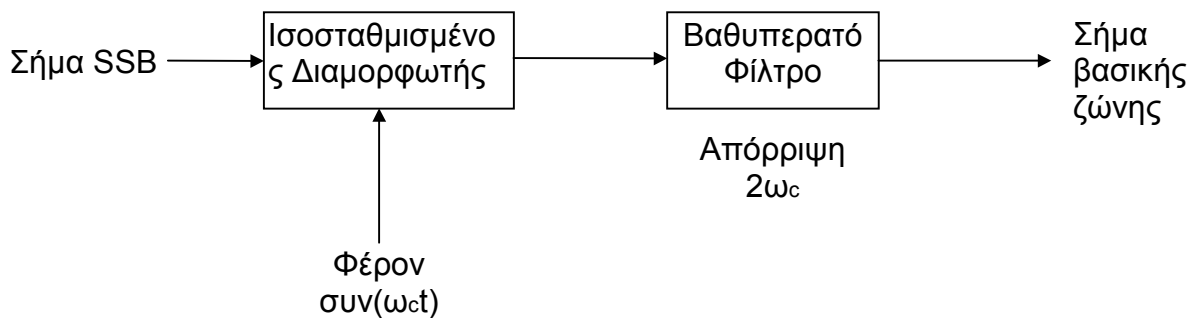 Σήμα SSB
Ισοσταθμισμένο
ς Διαμορφωτής
Βαθυπερατό
Φίλτρο
Σήμα
βασικής
ζώνης
Απόρριψη
2ωc
Φέρον
συν(ωct)